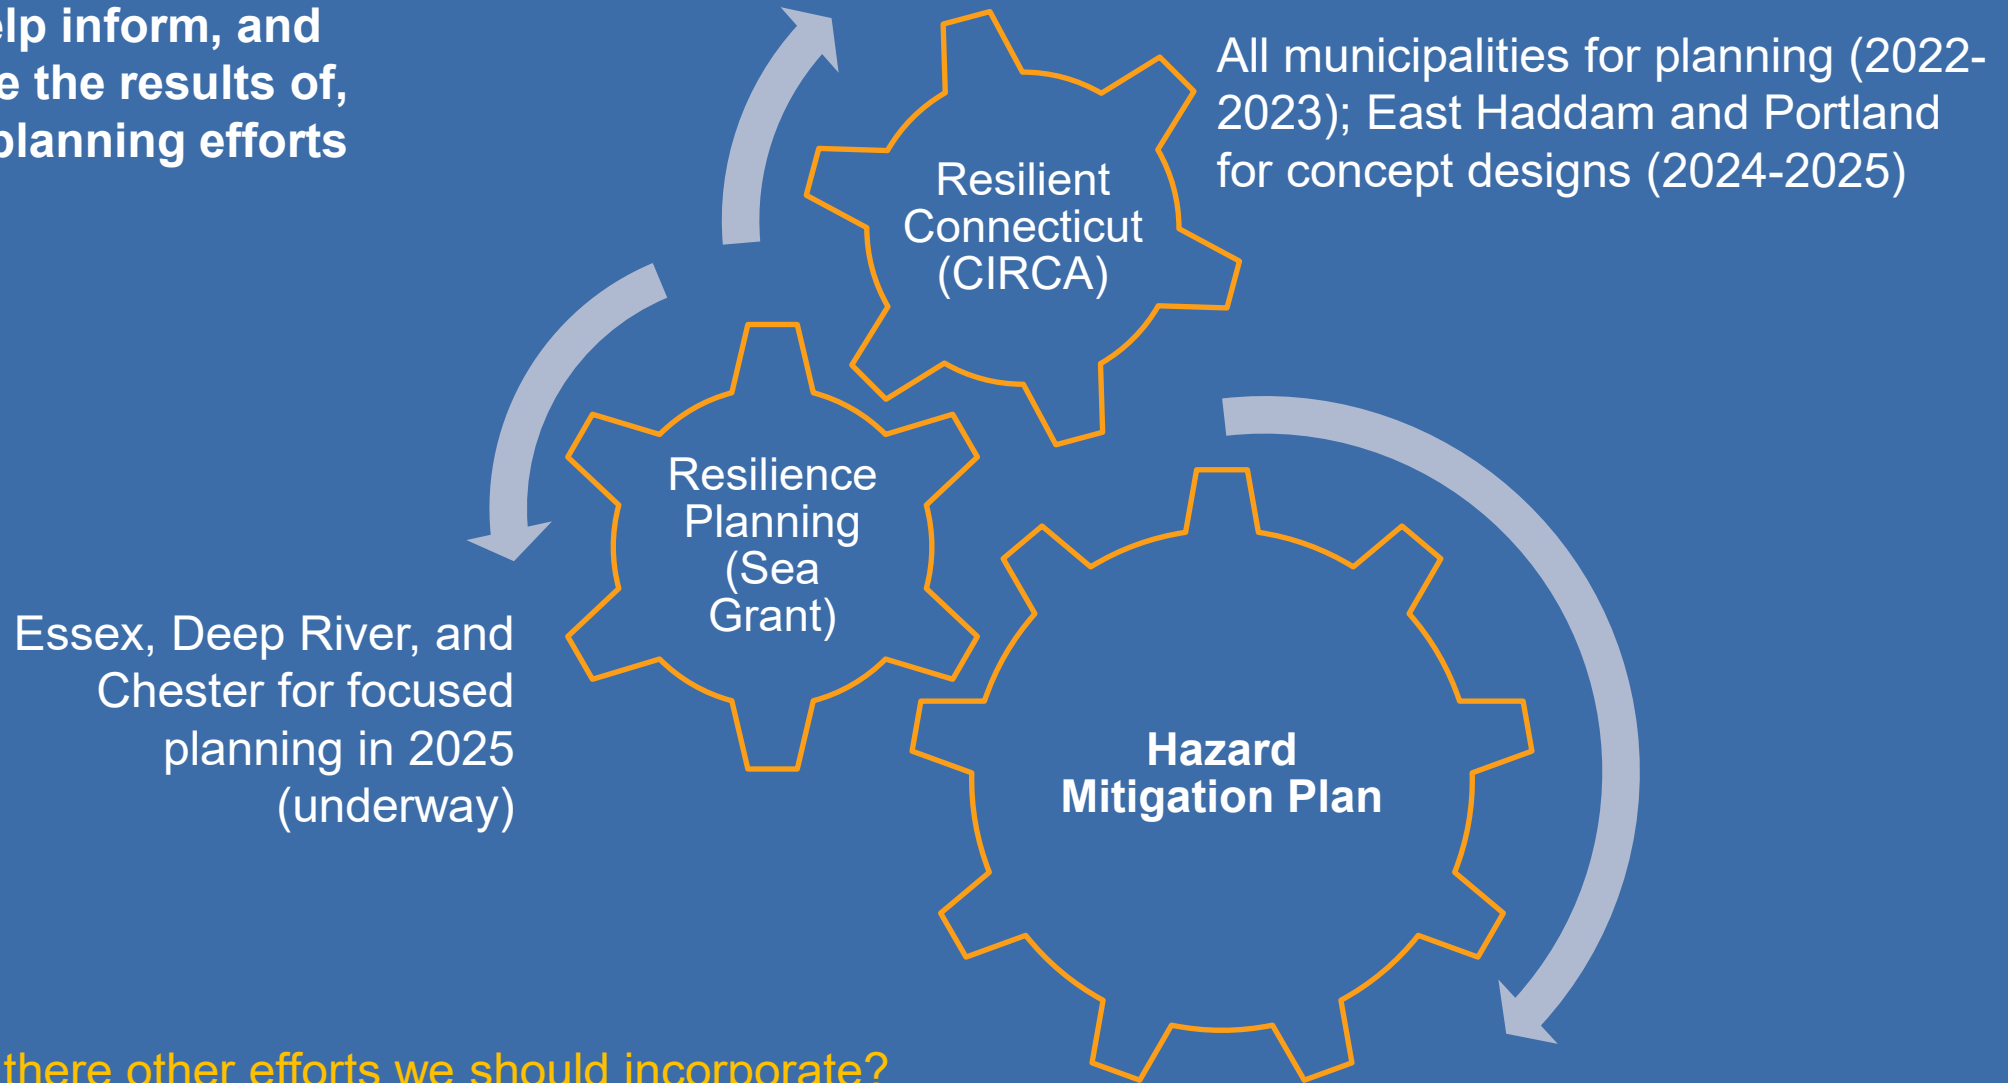 elp inform, and
e the results of,
planning efforts
All municipalities for planning (2022-
2023); East Haddam and Portland
for concept designs (2024-2025)
Resilient
Connecticut
(CIRCA)
Resilience
Planning
(Sea
Grant)
Essex, Deep River, and
Chester for focused
planning in 2025
(underway)
Hazard
Mitigation Plan
there other efforts we should incorporate?